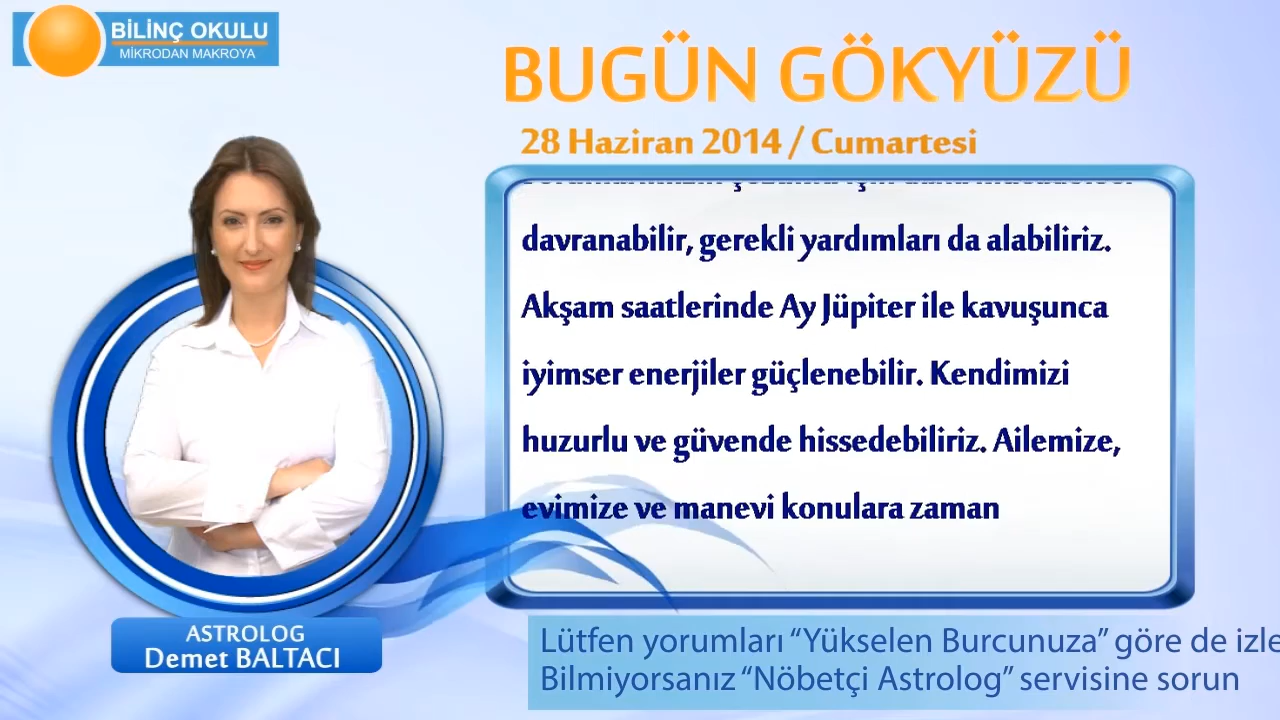 BİLİNÇ OKULU
MİKRODAN MAKROYA
BUGÜN GÖKYÜZÜ
28 Haziran 2014 / Cumartesi
davranabilir, gerekli yardımları da alabiliriz.
Akşam saatlerinde Ay Jüpiter ile kavuşunca
iyimser enerjiler güçlenebilir. Kendimizi
huzurlu ve güvende hissedebiliriz. Ailemize,
evimize ve manevi konulara zaman
ASTROLOG
Demet BALTACI
Lütfen yorumları “Yükselen Burcunuza” göre de izle
Bilmiyorsanız “Nöbetçi Astrolog” servisine sorun